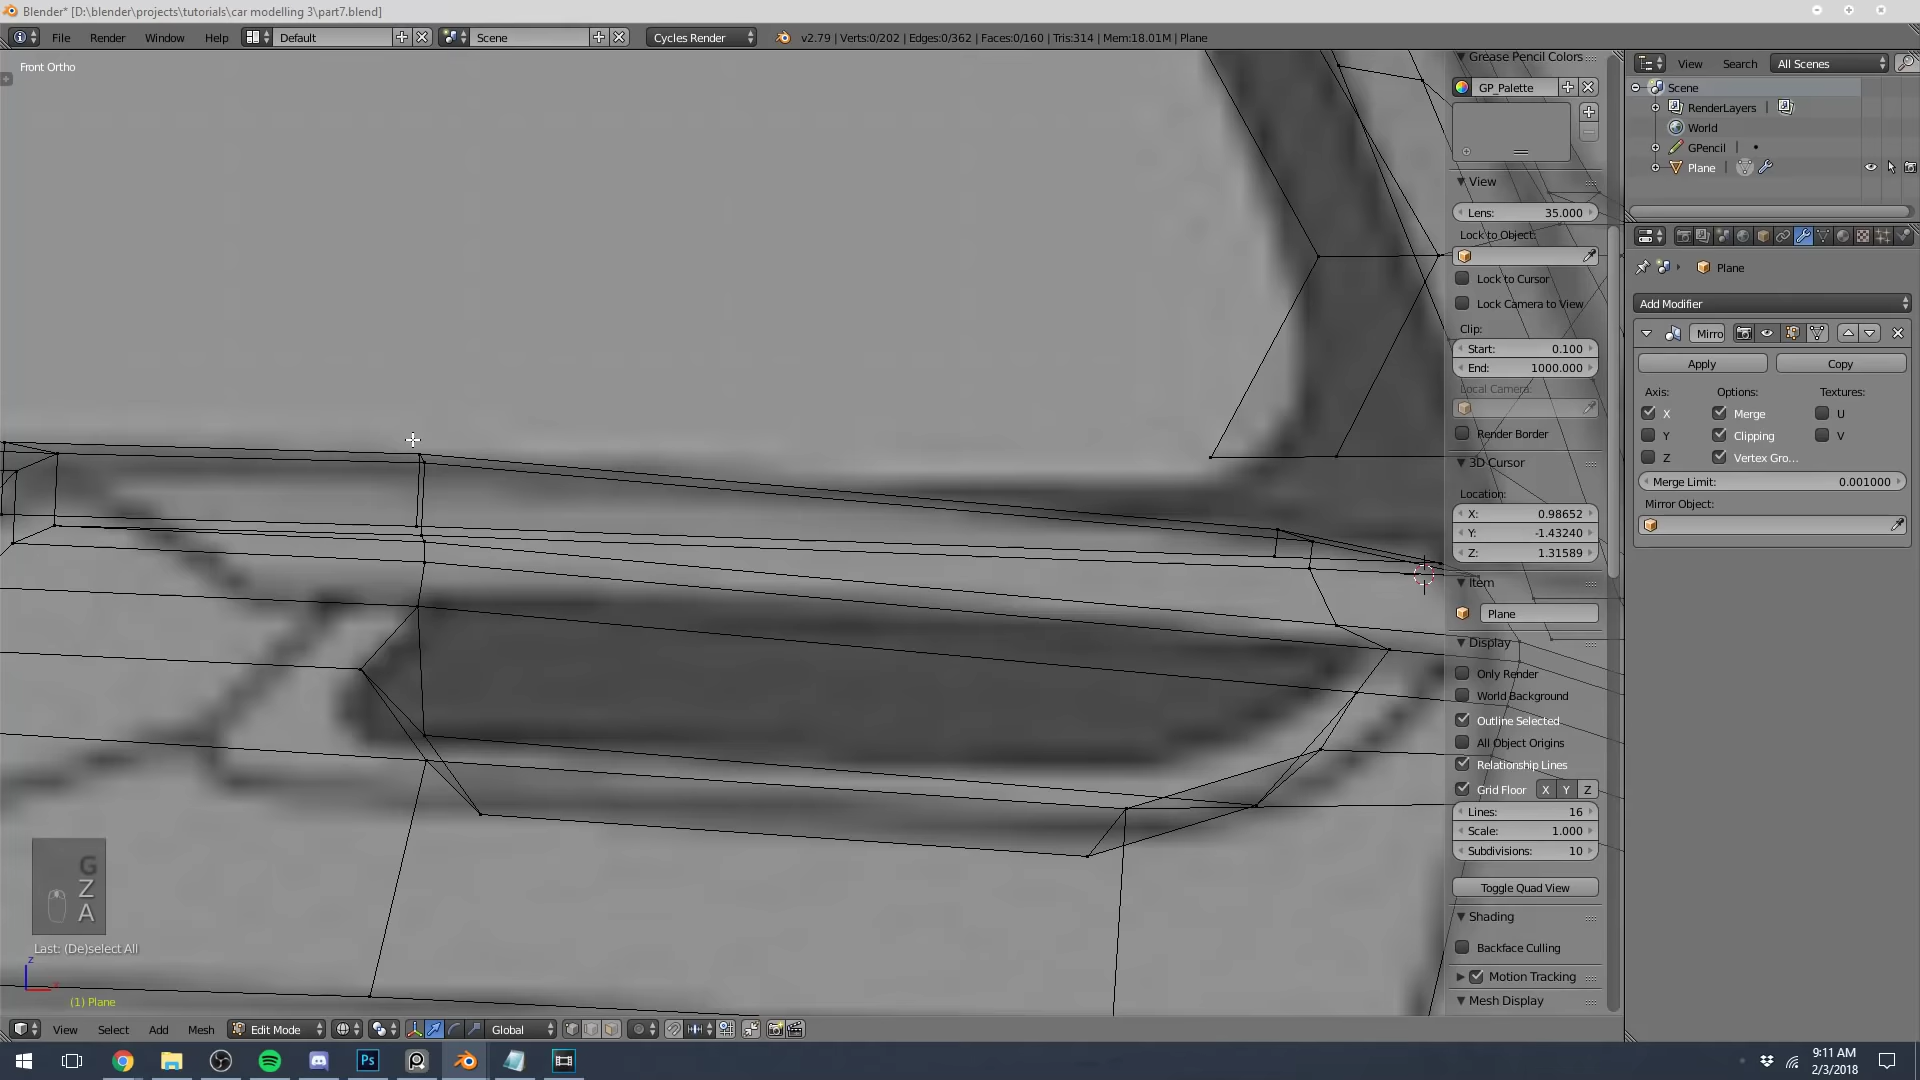 Blender* [D:\blender\projects\tutorials\car modelling 3\part7.blend]
File Render Window Help Default Scene Cycles Render v2.79 | Verts:0/202 | Edges:0/362 | Faces:0/160 | Tris:314 | Mem:18.01M | Plane
Front Ortho
Grease Pencil Colors
GP_Palette
View
Lens: 35.000
Lock to Object:
Lock to Cursor
Lock Camera to View
Clip:
Start: 0.100
End: 1000.000
Local Camera:
Render Border
3D Cursor
Location:
X: 0.98652
Y: -1.43240
Z: 1.31589
Item
Plane
Display
Only Render
World Background
Outline Selected
All Object Origins
Relationship Lines
Grid Floor X Y Z
Lines: 16
Scale: 1.000
Subdivisions: 10
Toggle Quad View
Shading
Backface Culling
Motion Tracking
Mesh Display
View Search All Scenes
Scene
RenderLayers |
World
GPencil |
Plane |
Plane
Add Modifier
Mirro
Apply Copy
Axis: Options: Textures:
X Merge U
Y Clipping V
Z Vertex Gro...
Merge Limit: 0.001000
Mirror Object:
G
Z
A
Last: (De)select All
z
(1) Plane
View Select Add Mesh Edit Mode Global
Ps
9:11 AM
2/3/2018